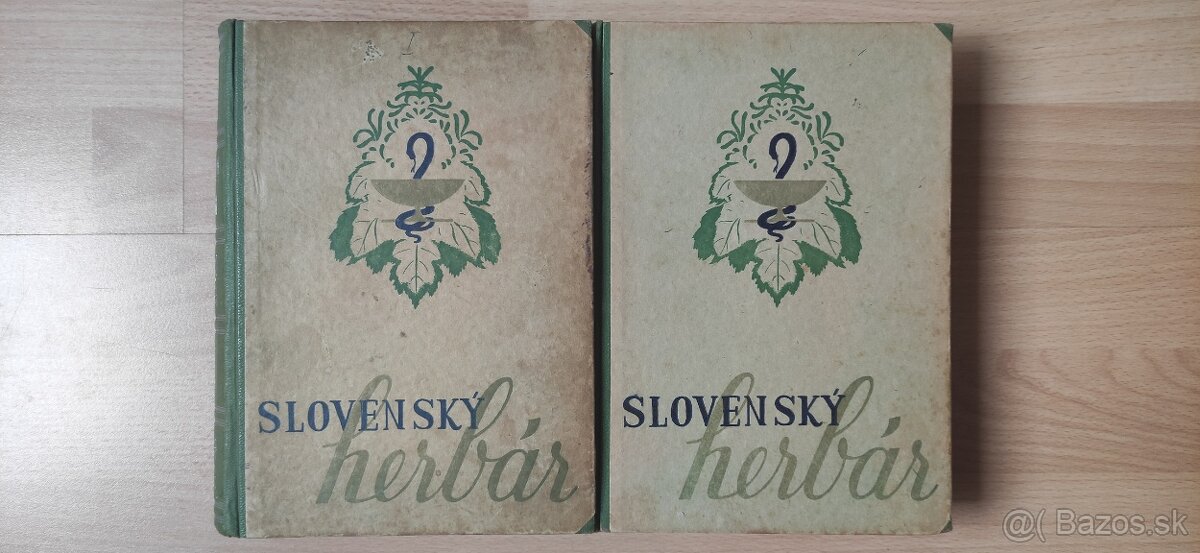 I
SLOVENSKÝ
herbár
SLOVENSKÝ
herbár
@( Bazos.sk